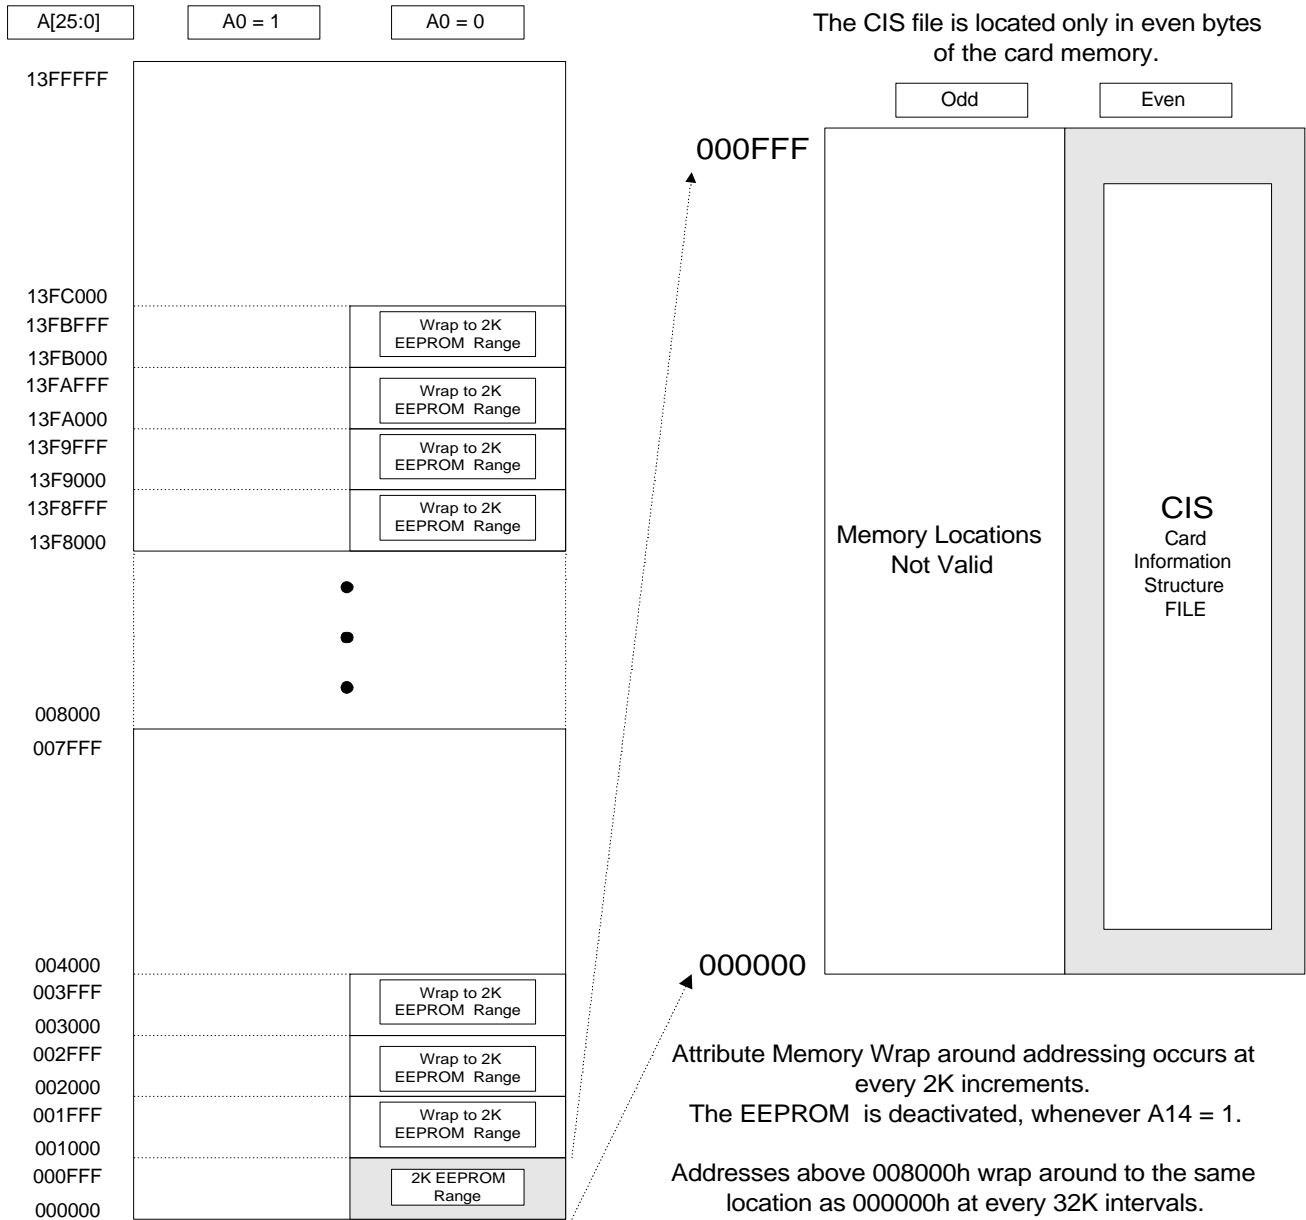 A[25:0]
A0 = 1
A0 = 0
13FFFFF
13FC000
13FBFFF
Wrap to 2K
EEPROM Range
13FB000
13FAFFF
Wrap to 2K
EEPROM Range
13FA000
13F9FFF
Wrap to 2K
EEPROM Range
13F9000
13F8FFF
Wrap to 2K
EEPROM Range
13F8000
008000
007FFF
004000
003FFF
Wrap to 2K
EEPROM Range
003000
002FFF
Wrap to 2K
EEPROM Range
002000
001FFF
Wrap to 2K
EEPROM Range
001000
000FFF
2K EEPROM
Range
000000
The CIS file is located only in even bytes
of the card memory.
Odd
Even
000FFF
Memory Locations
Not Valid
CIS
Card
Information
Structure
FILE
000000
Attribute Memory Wrap around addressing occurs at
every 2K increments.
The EEPROM is deactivated, whenever A14 = 1.
Addresses above 008000h wrap around to the same
location as 000000h at every 32K intervals.